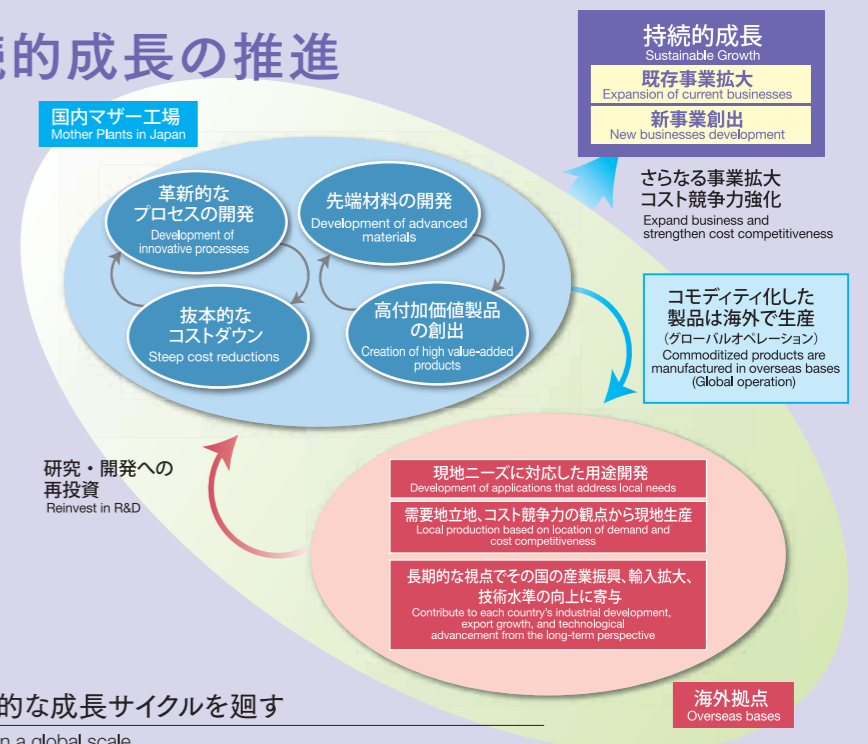 続的成長の推進
持続的成長
Sustainable Growth
既存事業拡大
Expansion of current businesses
新事業創出
New businesses development
国内マザー工場
Mother Plants in Japan
革新的な
プロセスの開発
Development of
innovative processes
先端材料の開発
Development of advanced
materials
抜本的な
コストダウン
Steep cost reductions
高付加価値製品
の創出
Creation of high value-added
products
さらなる事業拡大
コスト競争力強化
Expand business and
strengthen cost competitiveness
コモディティ化した
製品は海外で生産
（グローバルオペレーション）
Commoditized products are
manufactured in overseas bases
(Global operation)
研究・開発への
再投資
Reinvest in R&D
現地ニーズに対応した用途開発
Development of applications that address local needs
需要地立地、コスト競争力の観点から現地生産
Local production based on location of demand and
cost competitiveness
長期的な視点でその国の産業振興、輸入拡大、
技術水準の向上に寄与
Contribute to each country's industrial development,
export growth, and technological
advancement from the long-term perspective
海外拠点
Overseas bases
的な成長サイクルを廻す
n a global scale